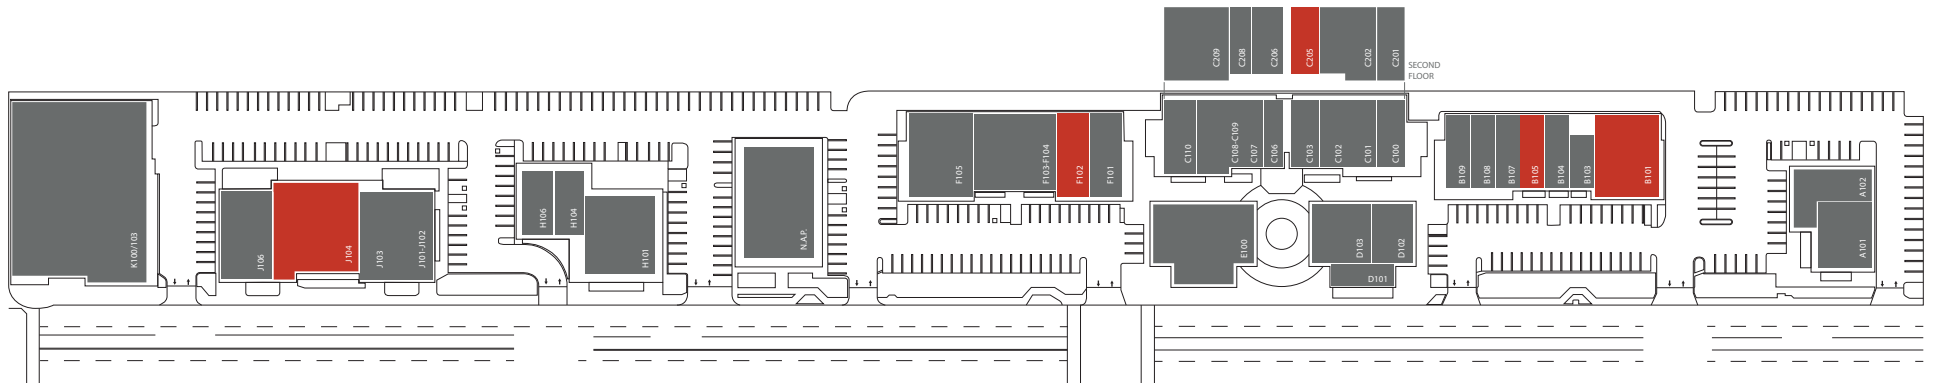 C209
C208
C206
C205
C202
C201
SECOND
FLOOR
K100/103
J106
J104
J103
J101-J102
H106
H104
H101
N.A.P.
F105
F103-F104
F102
F101
C110
C108-C109
C107
C106
C103
C102
C101
C100
E100
D103
D102
D101
B109
B108
B107
B105
B104
B103
B101
A102
A101